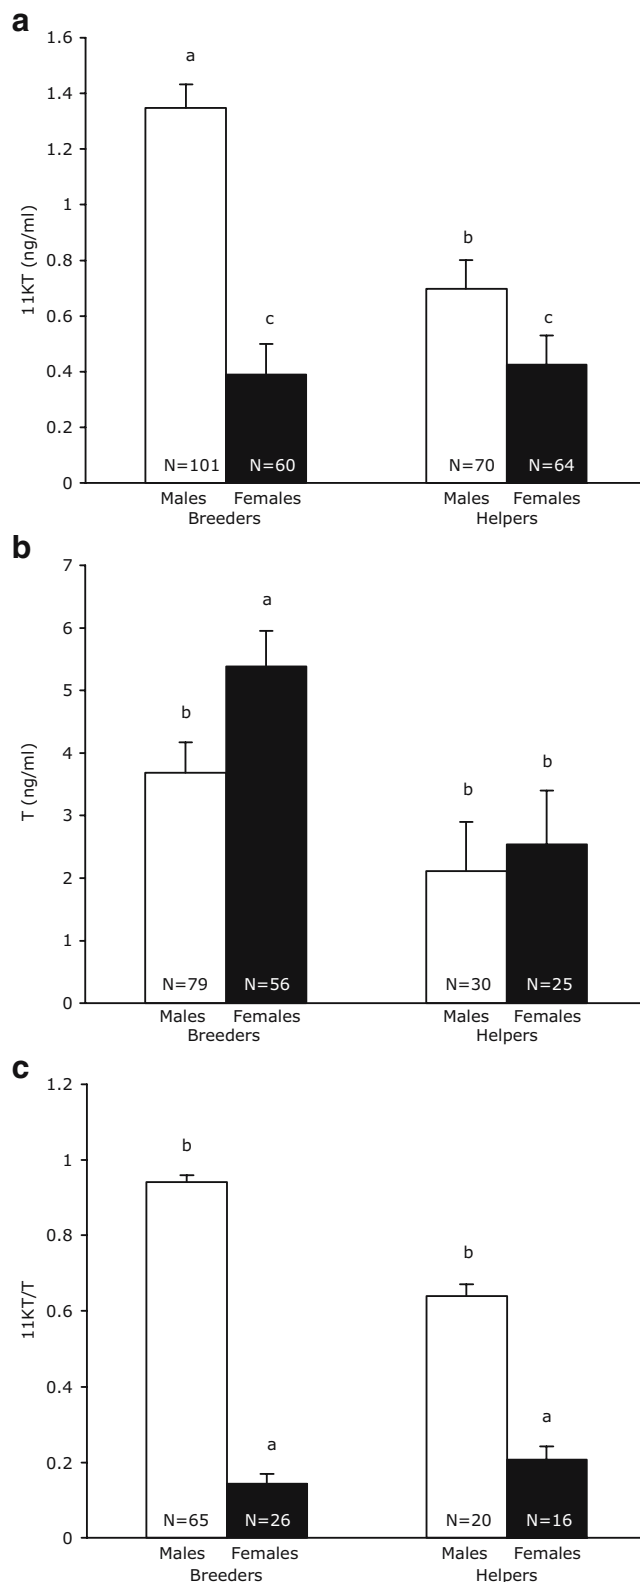 a
1.6
a
1.4
1.2
1
b
0.8
11KT (ng/ml)
c
c
0.6
0.4
0.2
N=101 N=60 N=70 N=64
0
Males Females Males Females
Breeders Helpers
b
7
a
6
b
5
4
b
b
T (ng/ml)
3
2
1
N=79 N=56 N=30 N=25
0
Males Females Males Females
Breeders Helpers
c
1.2
b
1
0.8
b
11KT/T
0.6
0.4
a
a
0.2
N=65 N=26 N=20 N=16
0
Males Females Males Females
Breeders Helpers